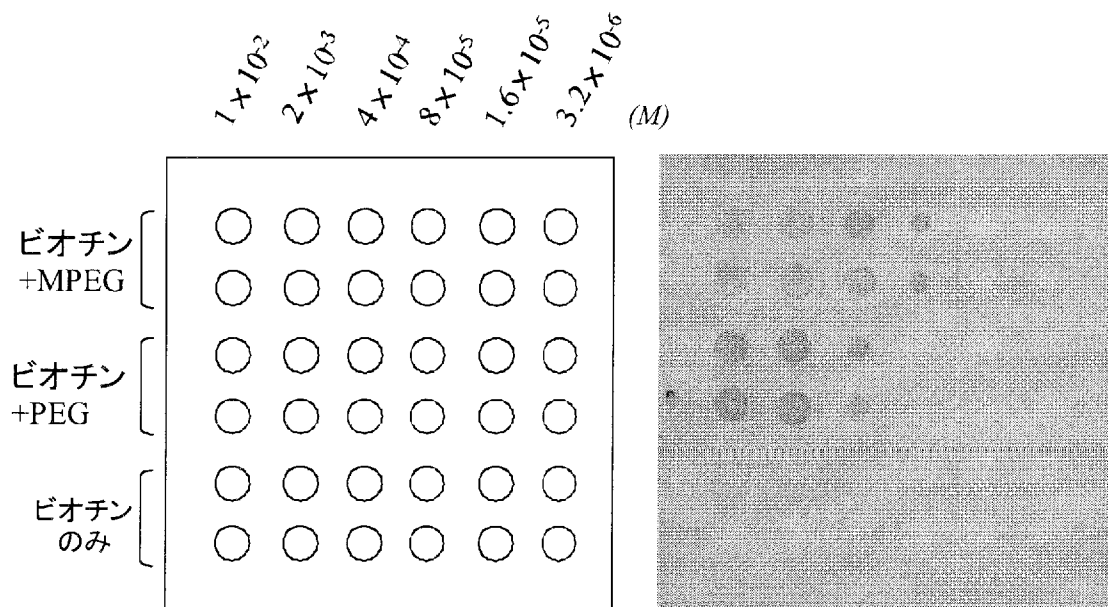 1×10⁻²
2×10⁻³
4×10⁻⁴
8×10⁻⁵
1.6×10⁻⁵
3.2×10⁻⁶
(M)
ビオチン
+MPEG
ビオチン
+PEG
ビオチン
のみ